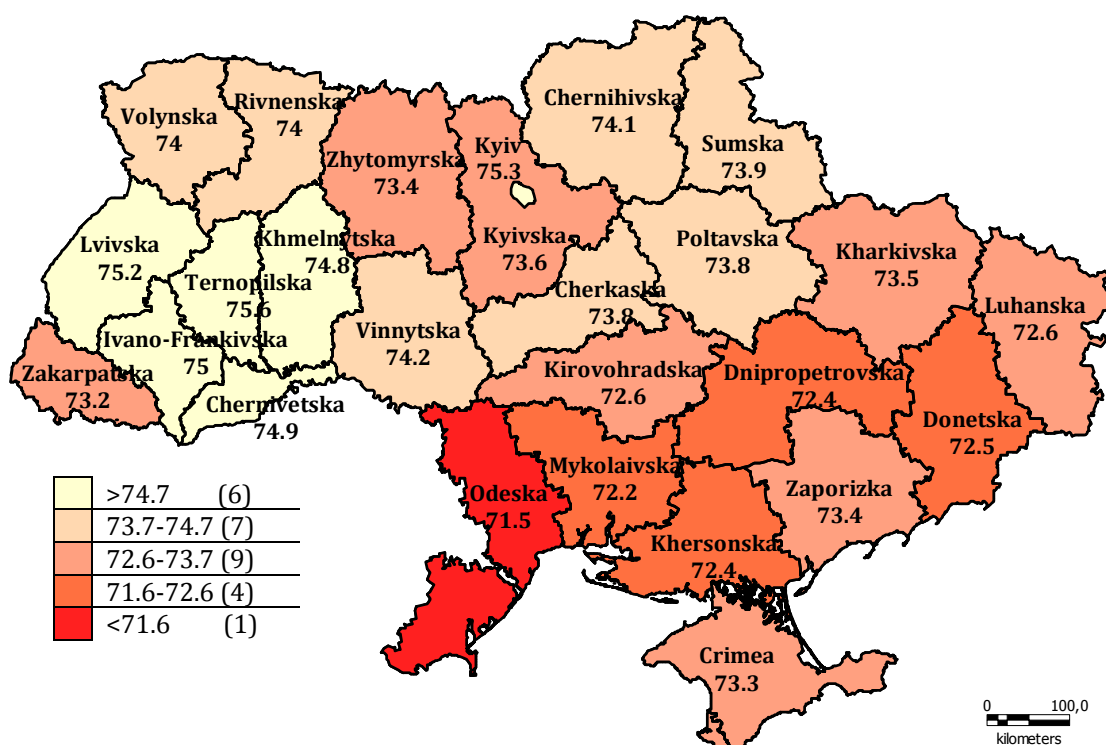 Volynska
74
Rivnenska
74
Zhytomyrska
73.4
Kyiv
75.3
Chernihivska
74.1
Sumska
73.9
Lvivska
75.2
Ternopilska
75.6
Khmelnytska
74.8
Kyivska
73.6
Cherkaska
73.8
Poltavska
73.8
Kharkivska
73.5
Luhanska
72.6
Zakarpatska
73.2
Ivano-Frankivska
75
Chernivetska
74.9
Vinnytska
74.2
Kirovohradska
72.6
Dnipropetrovska
72.4
Donetska
72.5
Odeska
71.5
Mykolaivska
72.2
Khersonska
72.4
Zaporizka
73.4
Crimea
73.3
>74.7 (6)
73.7-74.7 (7)
72.6-73.7 (9)
71.6-72.6 (4)
<71.6 (1)
0 100,0
kilometers